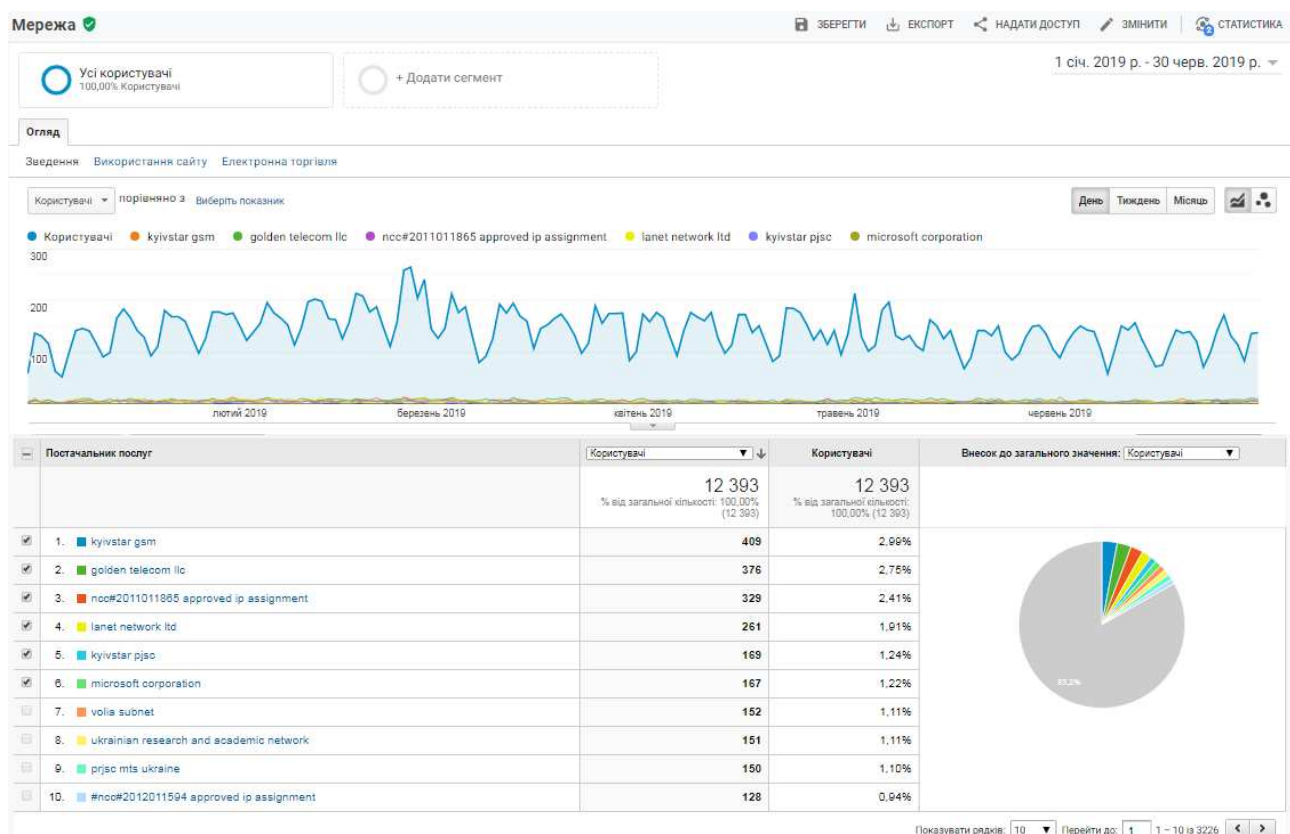 Мережа
ЗБЕРЕГТИ ЕКСПОРТ НАДАТИ ДОСТУП ЗМІНИТИ 2 СТАТИСТИКА
Усі користувачі
100,00% Користувачі
+ Додати сегмент
1 січ. 2019 р. - 30 черв. 2019 р.
Огляд
Зведення Використання сайту Електронна торгівля
Користувачі порівняно з Виберіть показник
День Тиждень Місяць
Користувачі kyivstar gsm golden telecom llc ncc#2011011865 approved ip assignment lanet network ltd kyivstar pjsc microsoft corporation
300
200
100
лютий 2019 березень 2019 квітень 2019 травень 2019 червень 2019
Постачальник послуг Користувачі Користувачі Внесок до загального значення: Користувачі
12 393 12 393
% від загальної кількості: 100,00% (12 393) % від загальної кількості: 100,00% (12 393)
1. kyivstar gsm 409 2,99%
2. golden telecom llc 376 2,75%
3. ncc#2011011865 approved ip assignment 329 2,41%
4. lanet network ltd 261 1,91%
5. kyivstar pjsc 169 1,24%
6. microsoft corporation 167 1,22%
7. volia subnet 152 1,11%
8. ukrainian research and academic network 151 1,11%
9. prjsc mts ukraine 150 1,10%
10. #ncc#2012011594 approved ip assignment 128 0,94%
Показувати рядків: 10 Перейти до: 1 1 – 10 із 3226